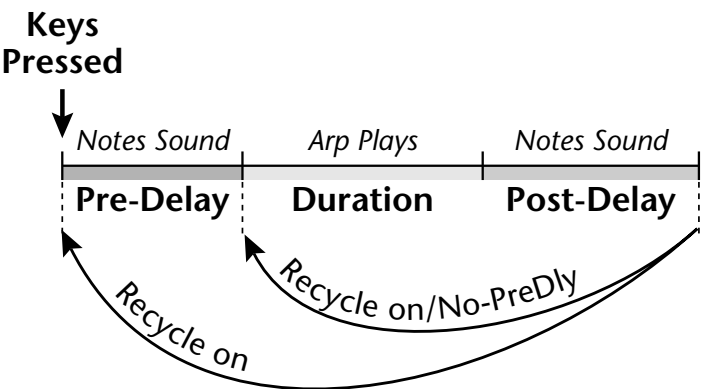 Keys
Pressed
Notes Sound Arp Plays Notes Sound
Pre-Delay Duration Post-Delay
Recycle on/No-PreDly
Recycle on